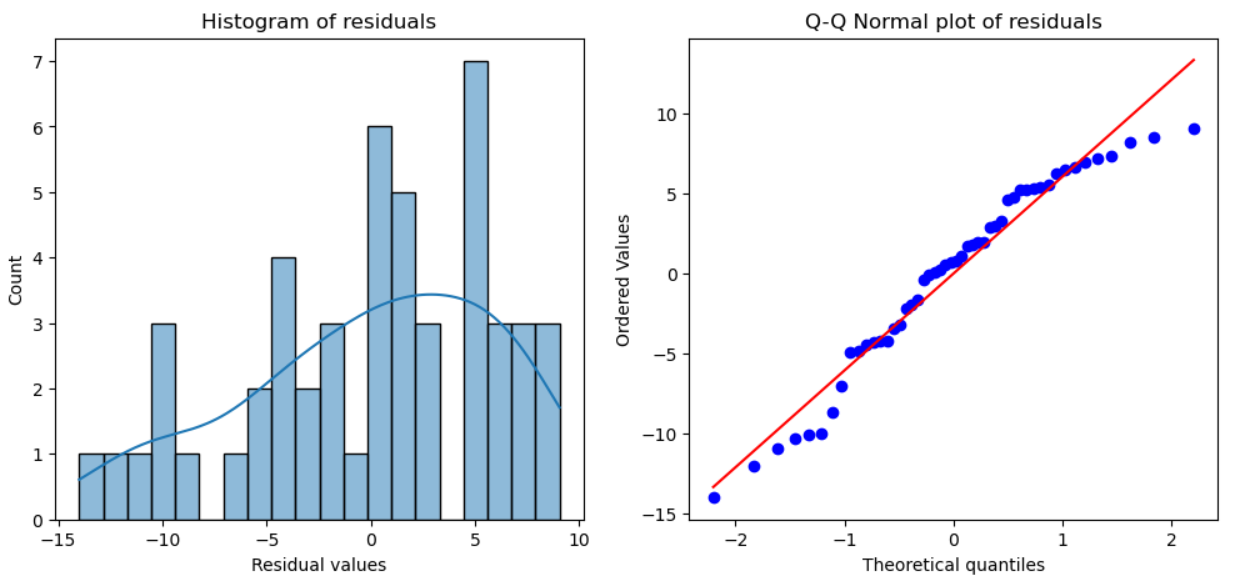 Histogram of residuals
7
6
5
4
3
2
1
0
Count
−15 −10 −5 0 5 10
Residual values
Q-Q Normal plot of residuals
10
5
0
−5
−10
−15
Ordered Values
−2 −1 0 1 2
Theoretical quantiles